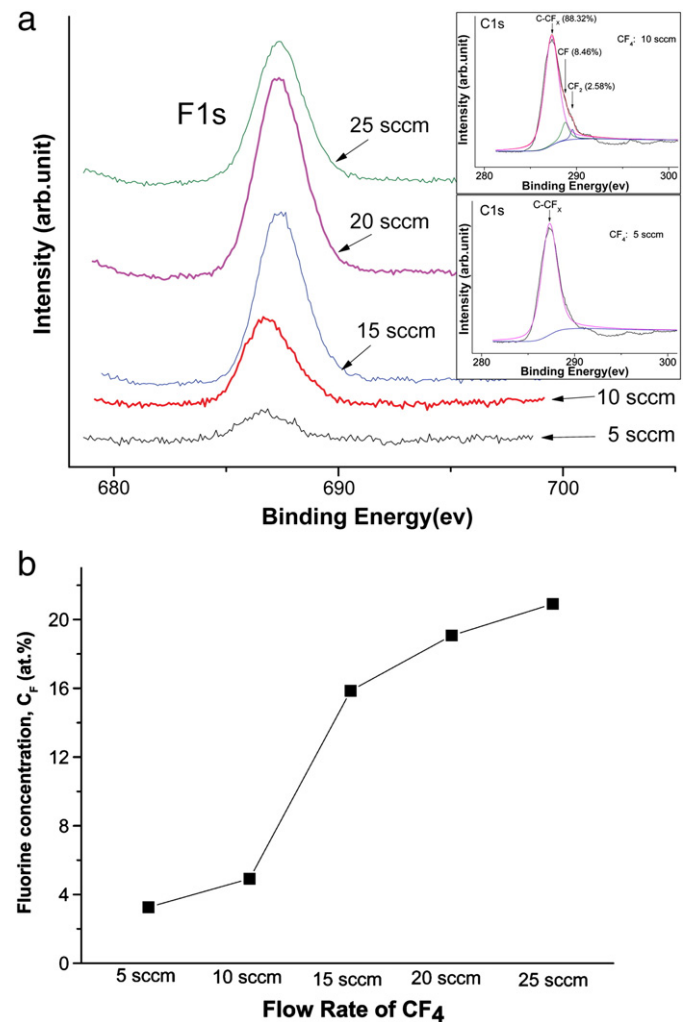 a
F1s
25 sccm
20 sccm
15 sccm
10 sccm
5 sccm
Intensity (arb.unit)
680
690
700
Binding Energy(ev)
C1s
C-CFₓ (88.32%)
CF (8.46%)
CF₂ (2.58%)
CF₄: 10 sccm
Intensity (arb.unit)
280
290
300
Binding Energy(ev)
C1s
C-CFₓ
CF₄: 5 sccm
Intensity (arb.unit)
280
290
300
Binding Energy(ev)
b
Fluorine concentration, C_F (at.%)
20
16
12
8
4
0
5 sccm
10 sccm
15 sccm
20 sccm
25 sccm
Flow Rate of CF4